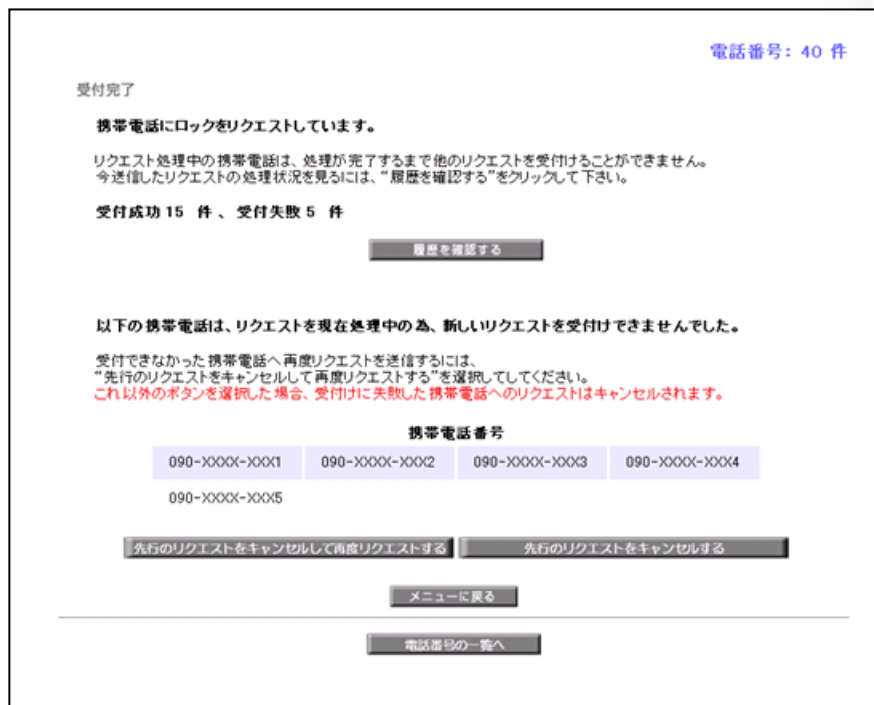 電話番号: 40 件
受付完了
携帯電話にロックをリクエストしています。
リクエスト処理中の携帯電話は、処理が完了するまで他のリクエストを受付けることができません。
今送信したリクエストの処理状況を見るには、“履歴を確認する”をクリックして下さい。
受付成功 15 件 、 受付失敗 5 件
履歴を確認する
以下の携帯電話は、リクエストを現在処理中の為、新しいリクエストを受付けできませんでした。
受付できなかった携帯電話へ再度リクエストを送信するには、
“先行のリクエストをキャンセルして再度リクエストする”を選択してしてください。
これ以外のボタンを選択した場合、受付けに失敗した携帯電話へのリクエストはキャンセルされます。
携帯電話番号
090-XXXX-XXX1 090-XXXX-XXX2 090-XXXX-XXX3 090-XXXX-XXX4
090-XXXX-XXX5
先行のリクエストをキャンセルして再度リクエストする 先行のリクエストをキャンセルする
メニューに戻る
電話番号の一覧へ